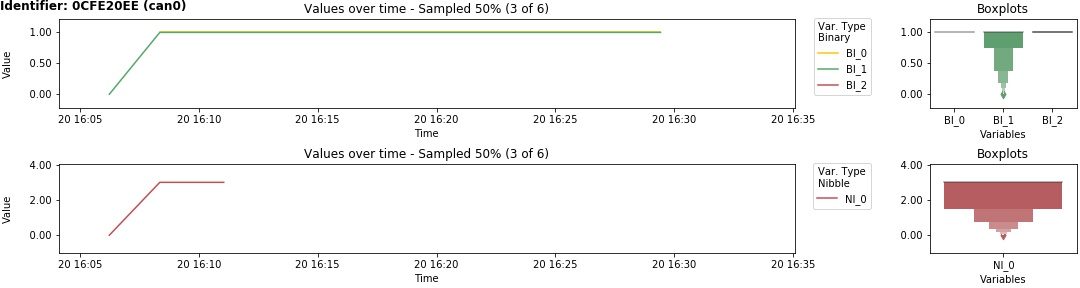 Identifier: 0CFE20EE (can0)
Values over time - Sampled 50% (3 of 6)
Value
1.00
0.50
0.00
20 16:05 20 16:10 20 16:15 20 16:20 20 16:25 20 16:30 20 16:35
Time
Var. Type
Binary
BI_0
BI_1
BI_2
Boxplots
1.00
0.50
0.00
BI_0 BI_1 BI_2
Variables
Values over time - Sampled 50% (3 of 6)
Value
4.00
2.00
0.00
20 16:05 20 16:10 20 16:15 20 16:20 20 16:25 20 16:30 20 16:35
Time
Var. Type
Nibble
NI_0
Boxplots
4.00
2.00
0.00
NI_0
Variables